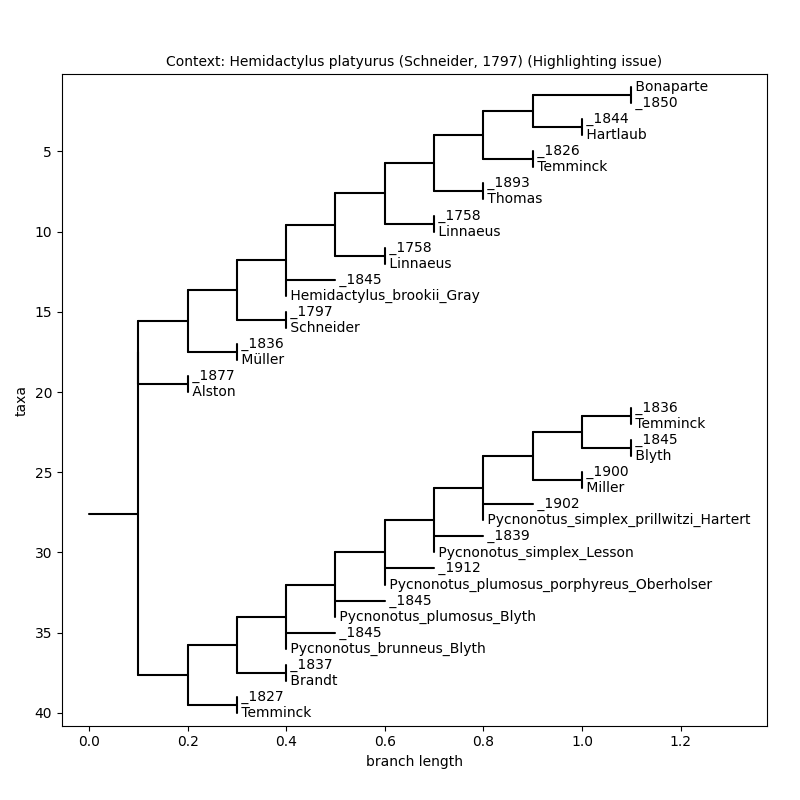 Context: Hemidactylus platyurus (Schneider, 1797) (Highlighting issue)
Bonaparte
_1850
_1844
Hartlaub
_1826
Temminck
_1893
Thomas
_1758
Linnaeus
_1758
Linnaeus
_1845
Hemidactylus_brookii_Gray
_1797
Schneider
_1836
Müller
_1877
Alston
_1836
Temminck
_1845
Blyth
_1900
Miller
_1902
Pycnonotus_simplex_prillwitzi_Hartert
_1839
Pycnonotus_simplex_Lesson
_1912
Pycnonotus_plumosus_porphyreus_Oberholser
_1845
Pycnonotus_plumosus_Blyth
_1845
Pycnonotus_brunneus_Blyth
_1837
Brandt
_1827
Temminck
5
10
15
20
25
30
35
40
taxa
0.0 0.2 0.4 0.6 0.8 1.0 1.2
branch length